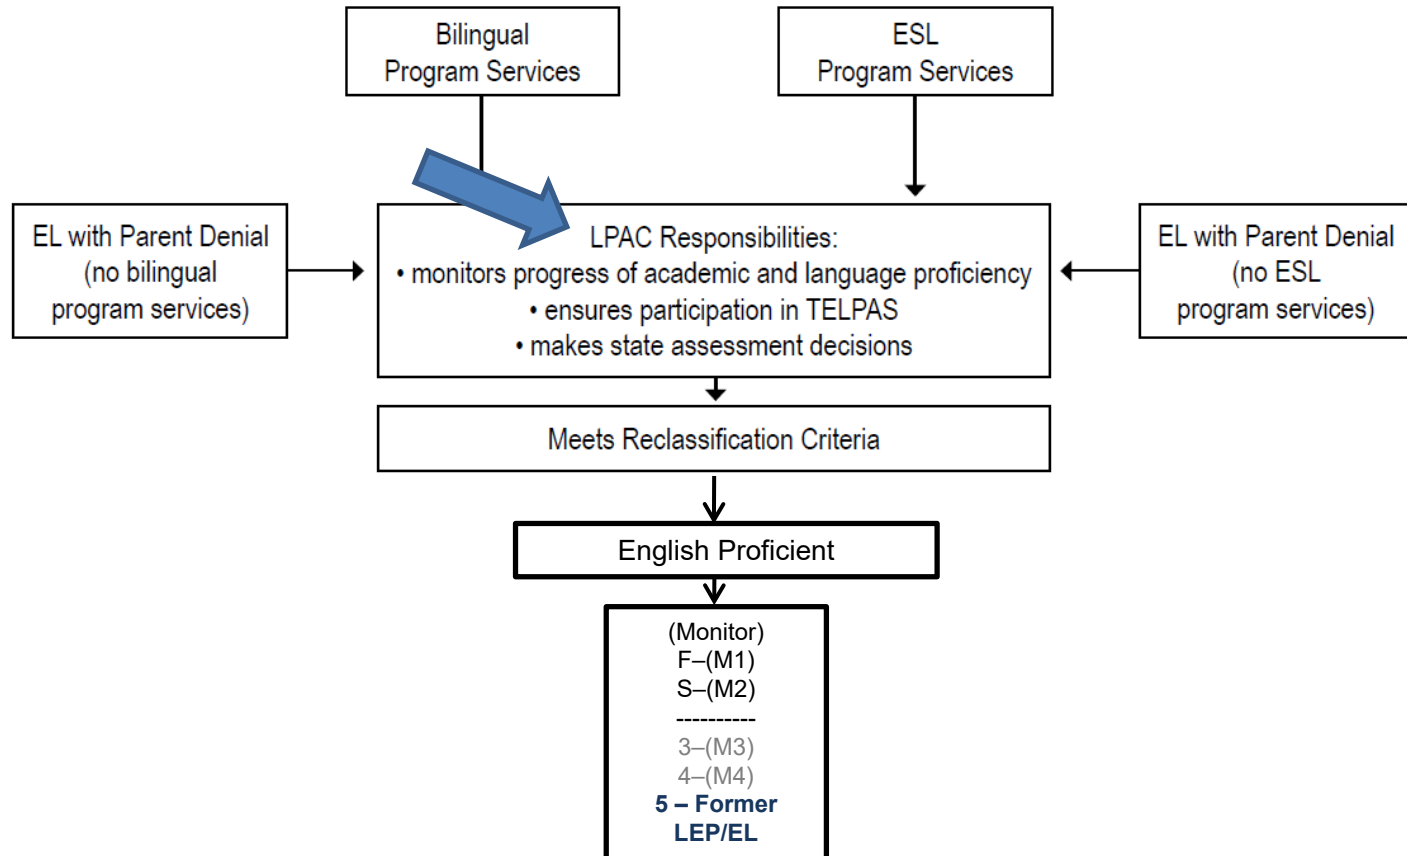 Bilingual
Program Services
ESL
Program Services
EL with Parent Denial
(no bilingual
program services)
LPAC Responsibilities:
• monitors progress of academic and language proficiency
• ensures participation in TELPAS
• makes state assessment decisions
EL with Parent Denial
(no ESL
program services)
Meets Reclassification Criteria
English Proficient
(Monitor)
F–(M1)
S–(M2)
----------
3–(M3)
4–(M4)
5 – Former
LEP/EL